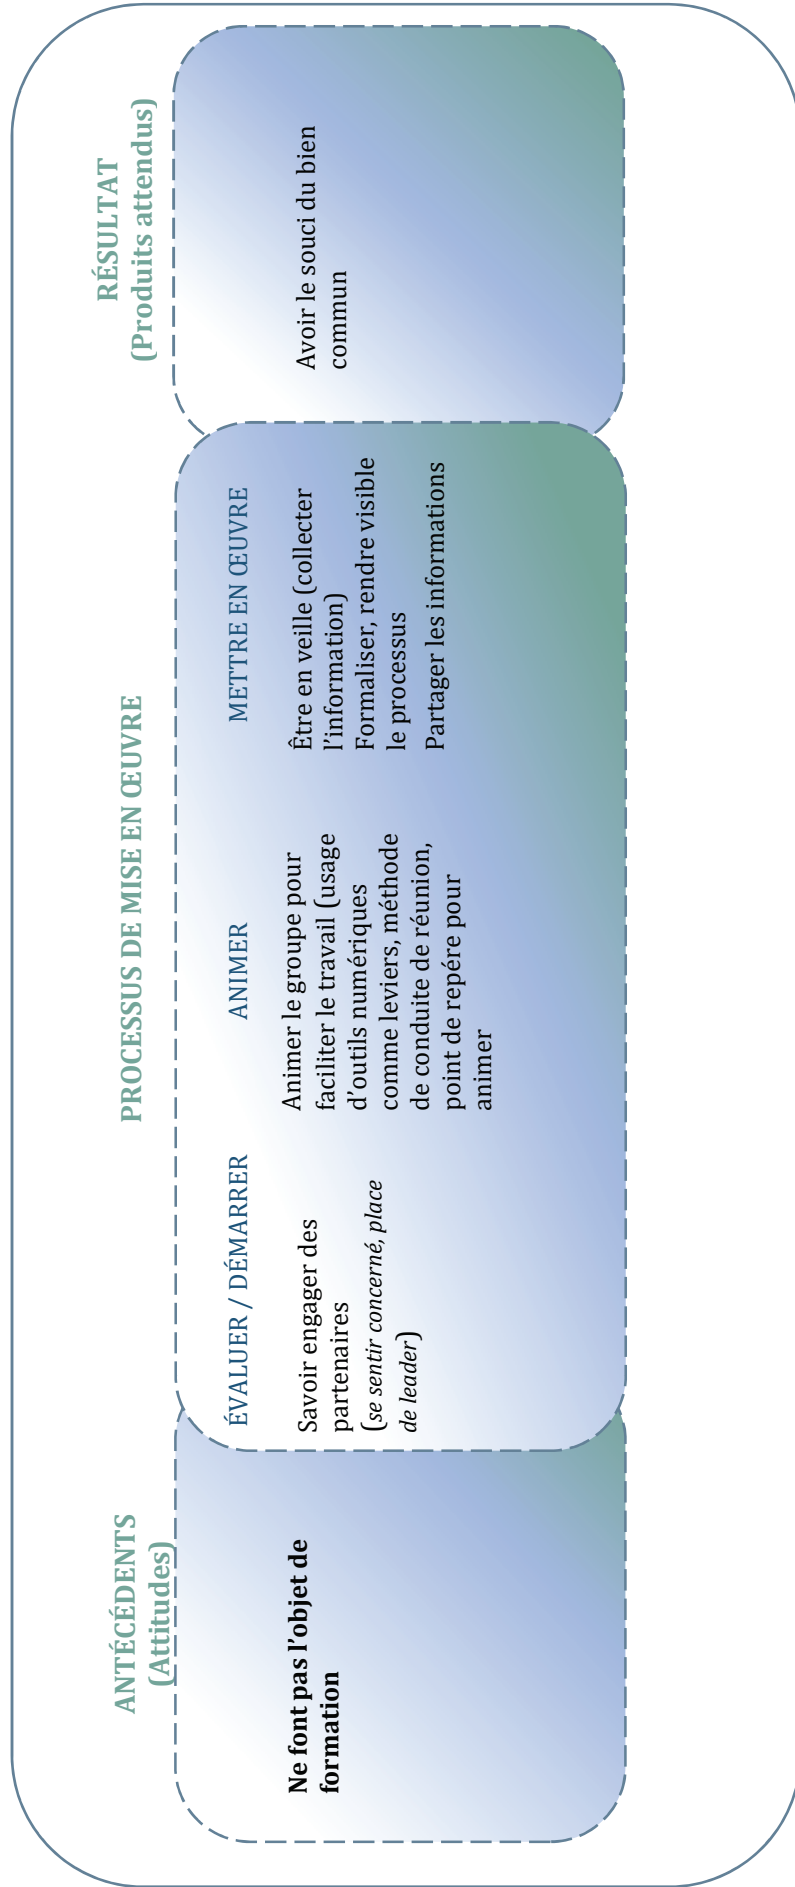 ANTÉCÉDENTS
(Attitudes)
Ne font pas l'objet de
formation
PROCESSUS DE MISE EN ŒUVRE
ÉVALUER / DÉMARRER
Savoir engager des
partenaires
(se sentir concerné, place
de leader)
ANIMER
Animer le groupe pour
faciliter le travail (usage
d'outils numériques
comme leviers, méthode
de conduite de réunion,
point de repére pour
animer
METTRE EN ŒUVRE
Être en veille (collecter
l'information)
Formaliser, rendre visible
le processus
Partager les informations
RÉSULTAT
(Produits attendus)
Avoir le souci du bien
commun